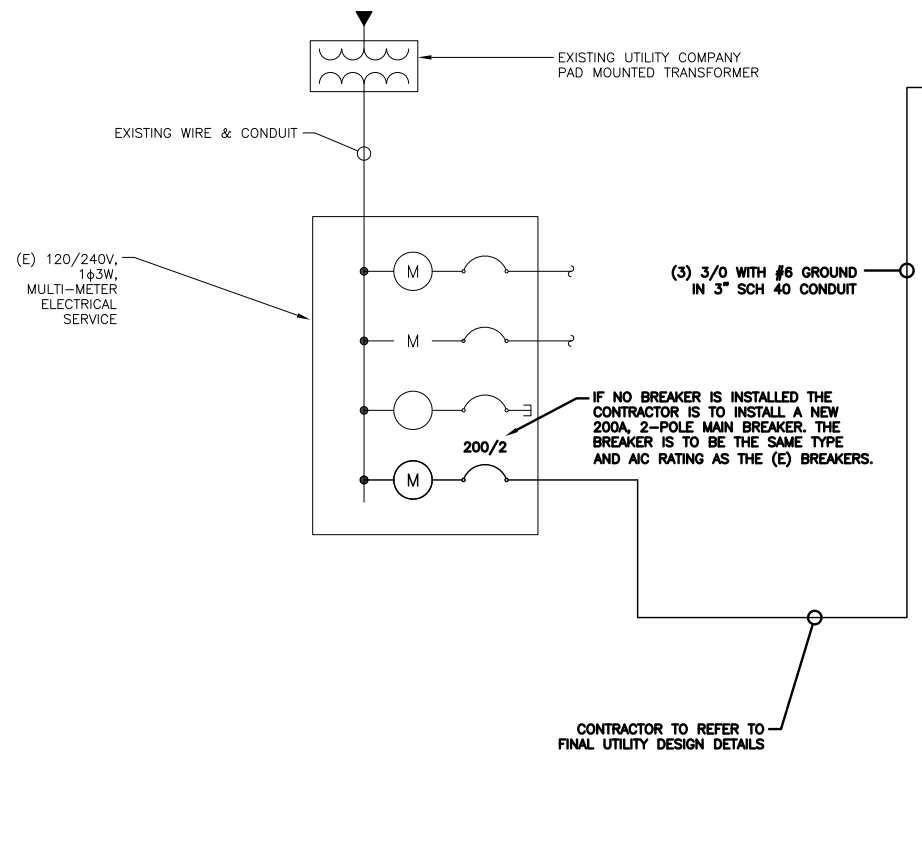 EXISTING UTILITY COMPANY
PAD MOUNTED TRANSFORMER
EXISTING WIRE & CONDUIT
(E) 120/240V,
1ϕ3W,
MULTI-METER
ELECTRICAL
SERVICE
M
(3) 3/0 WITH #6 GROUND
IN 3" SCH 40 CONDUIT
M
IF NO BREAKER IS INSTALLED THE
CONTRACTOR IS TO INSTALL A NEW
200A, 2-POLE MAIN BREAKER. THE
BREAKER IS TO BE THE SAME TYPE
AND AIC RATING AS THE (E) BREAKERS.
200/2
M
CONTRACTOR TO REFER TO
FINAL UTILITY DESIGN DETAILS